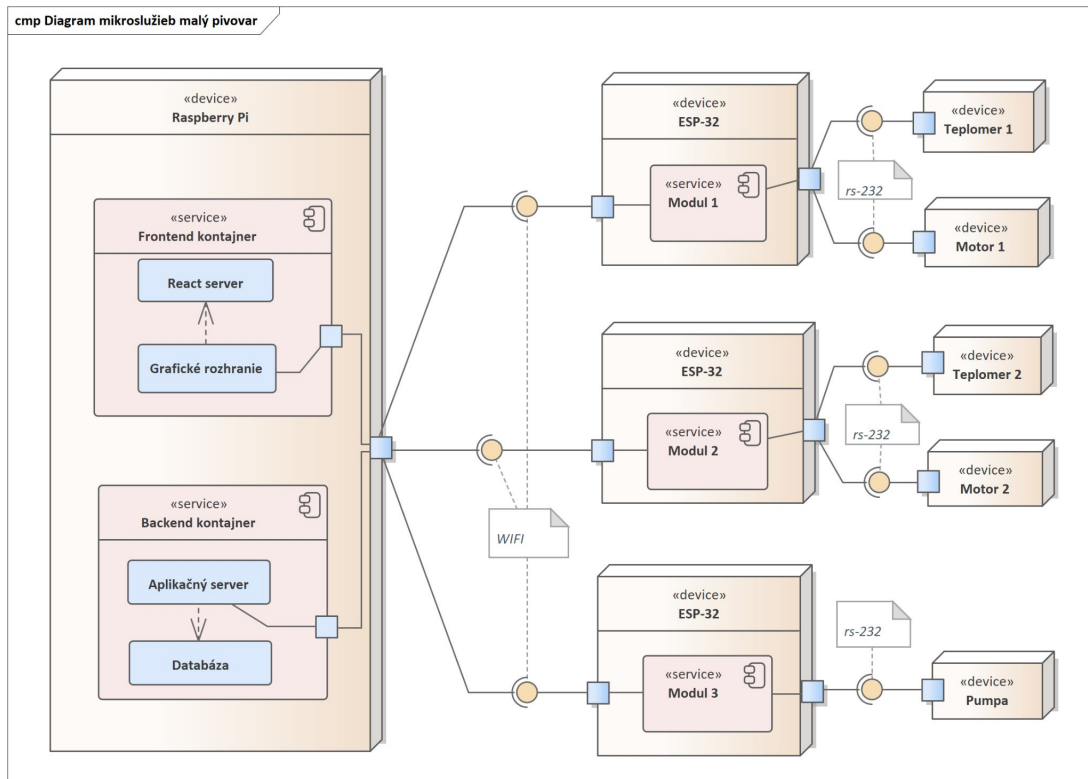 cmp Diagram mikroslužieb malý pivovar
«device»
Raspberry Pi
«service»
Frontend kontajner
React server
Grafické rozhranie
«service»
Backend kontajner
Aplikačný server
Databáza
WIFI
«device»
ESP-32
«service»
Modul 1
rs-232
«device»
Teplomer 1
«device»
Motor 1
«device»
ESP-32
«service»
Modul 2
rs-232
«device»
Teplomer 2
«device»
Motor 2
«device»
ESP-32
«service»
Modul 3
rs-232
«device»
Pumpa